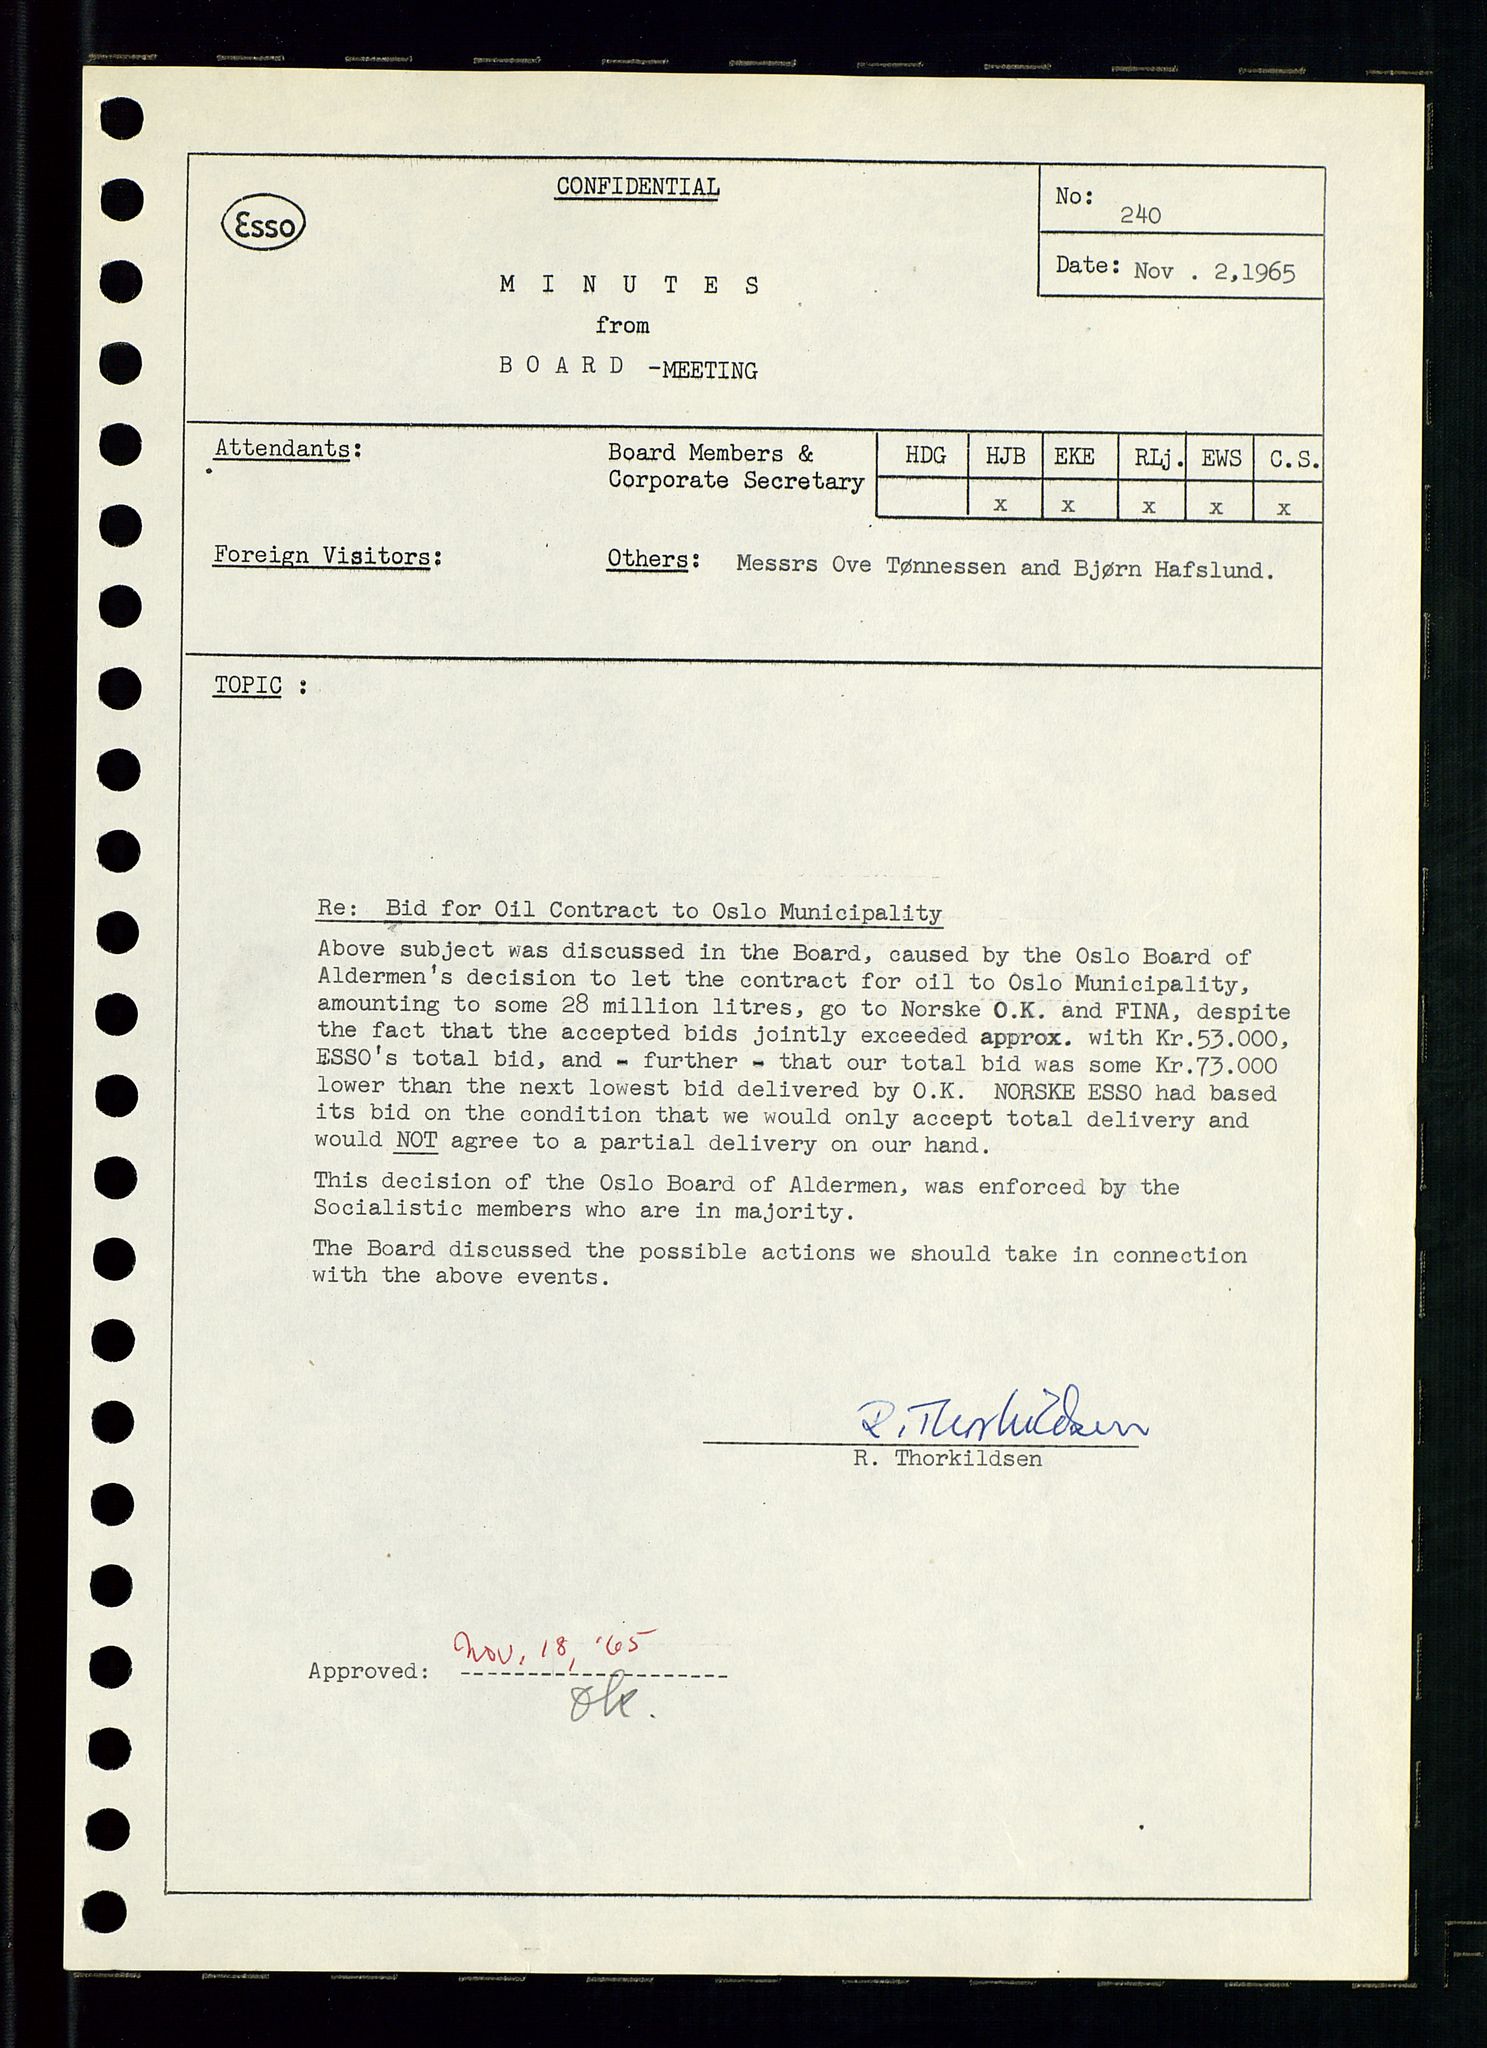 CONFIDENTIAL
Esso
No: 240
Date: Nov . 2,1965
M I N U T E S
from
B O A R D -MEETING
Attendants:
Board Members &
Corporate Secretary
HDG HJB EKE RLj. EWS C.S.
x x x x x
Foreign Visitors:
Others: Messrs Ove Tønnessen and Bjørn Hafslund.
TOPIC :
Re: Bid for Oil Contract to Oslo Municipality
Above subject was discussed in the Board, caused by the Oslo Board of
Aldermen's decision to let the contract for oil to Oslo Municipality,
amounting to some 28 million litres, go to Norske O.K. and FINA, despite
the fact that the accepted bids jointly exceeded approx. with Kr.53.000,
ESSO's total bid, and - further - that our total bid was some Kr.73.000
lower than the next lowest bid delivered by O.K. NORSKE ESSO had based
its bid on the condition that we would only accept total delivery and
would NOT agree to a partial delivery on our hand.
This decision of the Oslo Board of Aldermen, was enforced by the
Socialistic members who are in majority.
The Board discussed the possible actions we should take in connection
with the above events.
R. Thorkildsen
R. Thorkildsen
Nov. 18, '65
Approved: --------------------
ok.